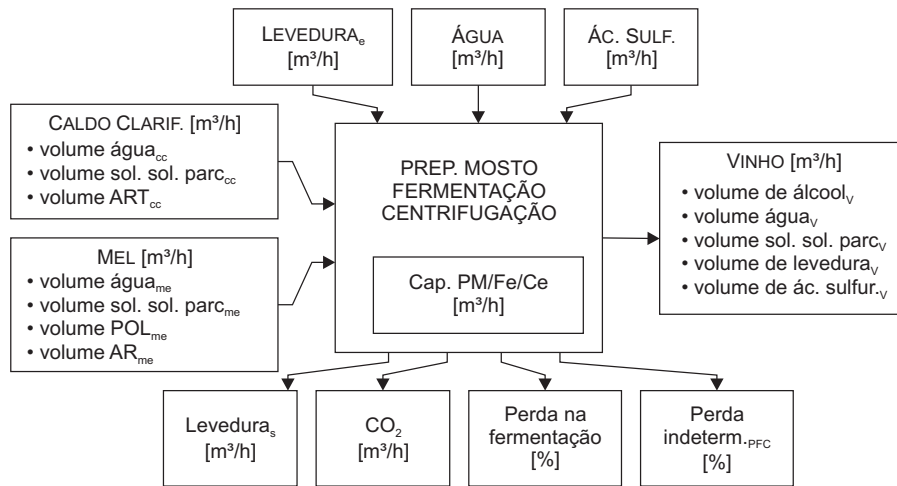 LEVEDURAe
[m³/h]
ÁGUA
[m³/h]
ÁC. SULF.
[m³/h]
CALDO CLARIF. [m³/h]
• volume águacc
• volume sol. sol. parccc
• volume ARTcc
MEL [m³/h]
• volume águame
• volume sol. sol. parcme
• volume POLme
• volume ARme
PREP. MOSTO
FERMENTAÇÃO
CENTRIFUGAÇÃO
Cap. PM/Fe/Ce
[m³/h]
VINHO [m³/h]
• volume de álcoolV
• volume águaV
• volume sol. sol. parcV
• volume de leveduraV
• volume de ác. sulfur.V
Leveduras
[m³/h]
CO2
[m³/h]
Perda na
fermentação
[%]
Perda
indeterm.PFC
[%]